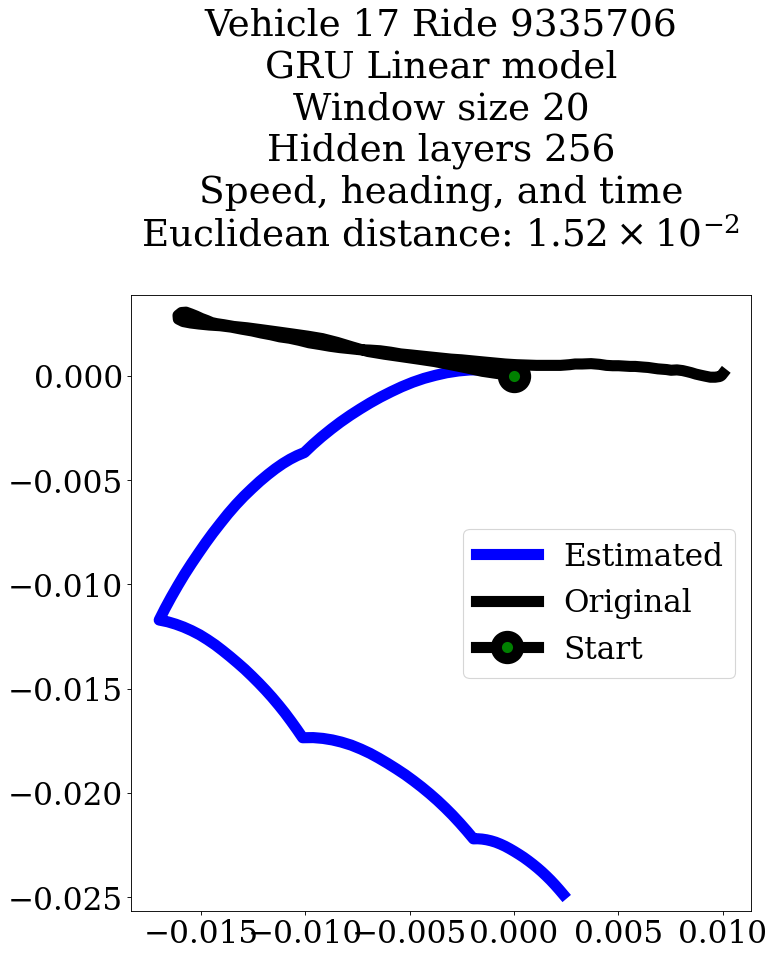 Vehicle 17 Ride 9335706
GRU Linear model
Window size 20
Hidden layers 256
Speed, heading, and time
Euclidean distance: 1.52 × 10⁻²
0.000
−0.005
−0.010
−0.015
−0.020
−0.025
Estimated
Original
Start
−0.015 −0.010 −0.005 0.000 0.005 0.010